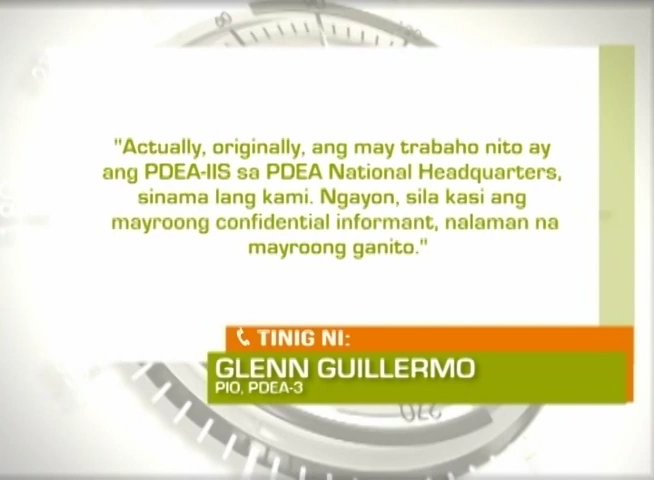 "Actually, originally, ang may trabaho nito ay
ang PDEA-IIS sa PDEA National Headquarters,
sinama lang kami. Ngayon, sila kasi ang
mayroong confidential informant, nalaman na
mayroong ganito."
TINIG NI:
GLENN GUILLERMO
PIO, PDEA-3
270